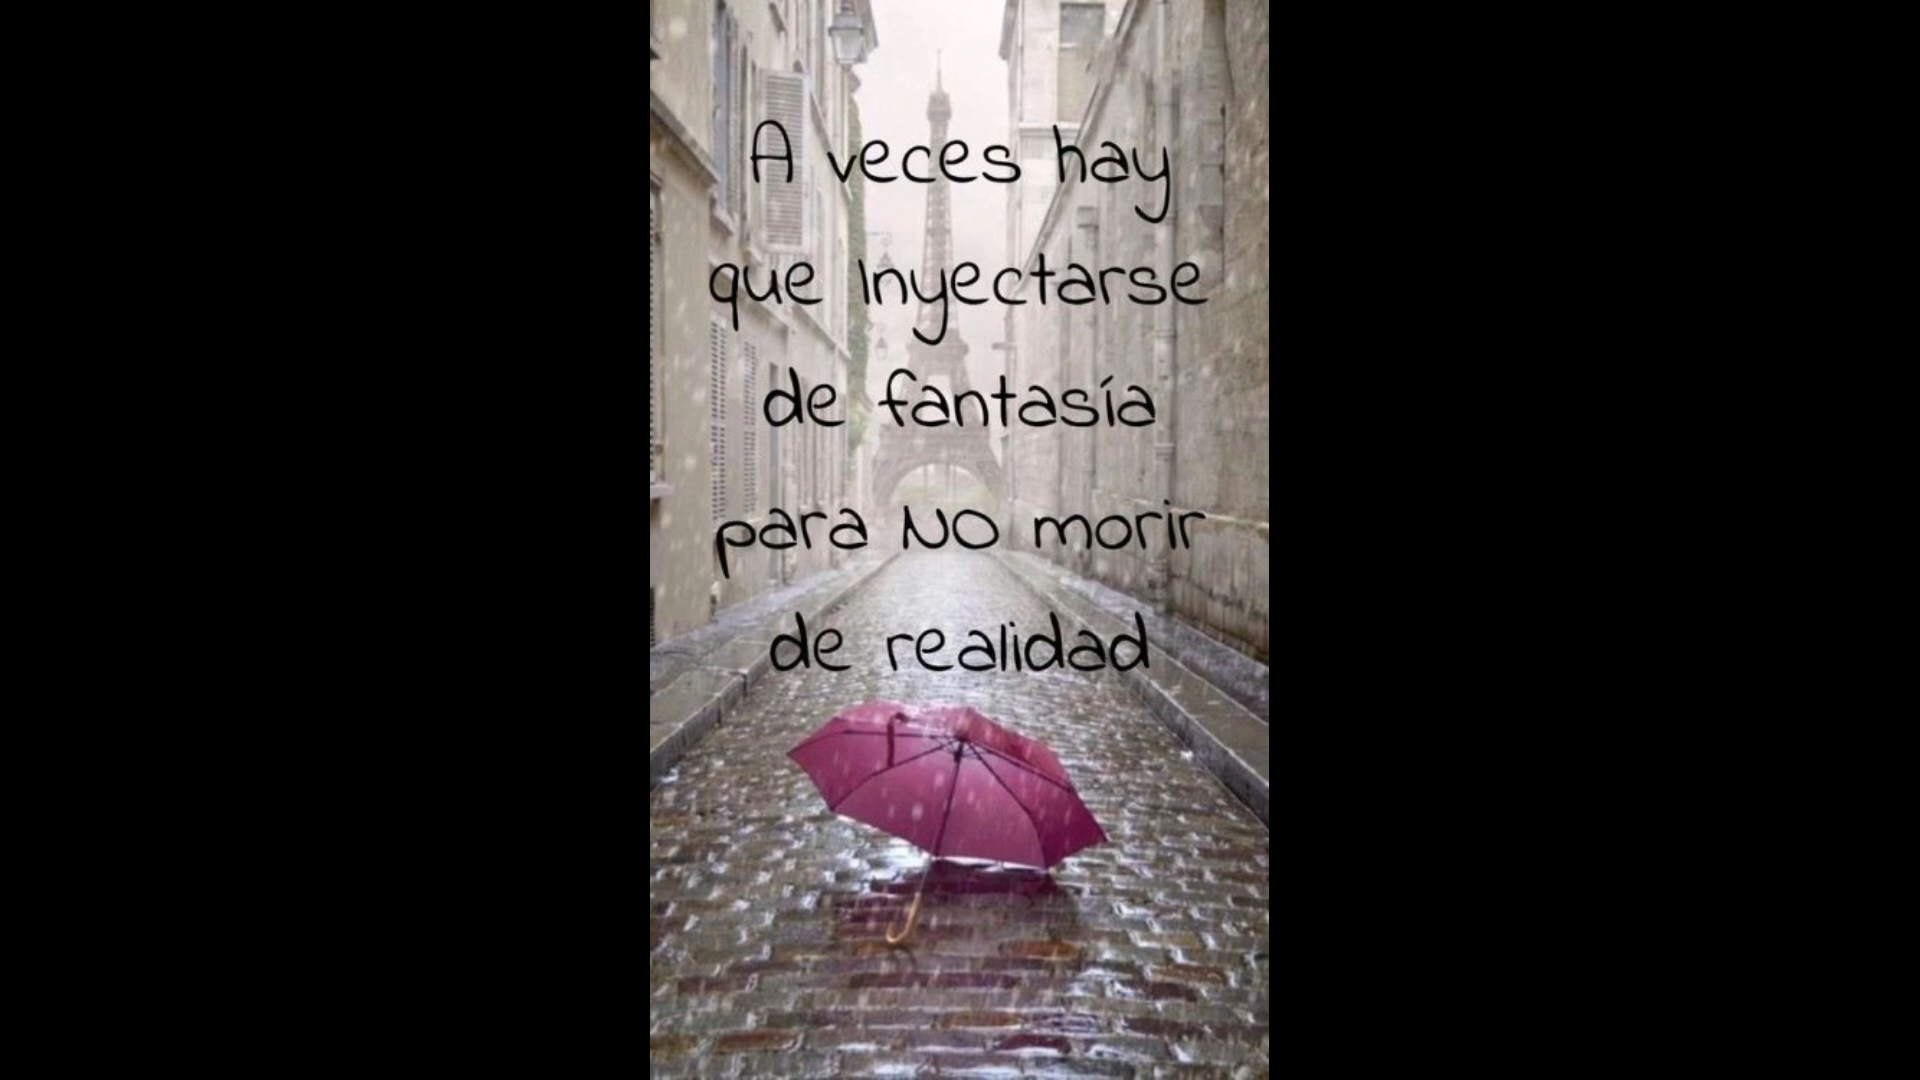 A veces hay
que Inyectarse
de fantasía
para NO morir
de realidad